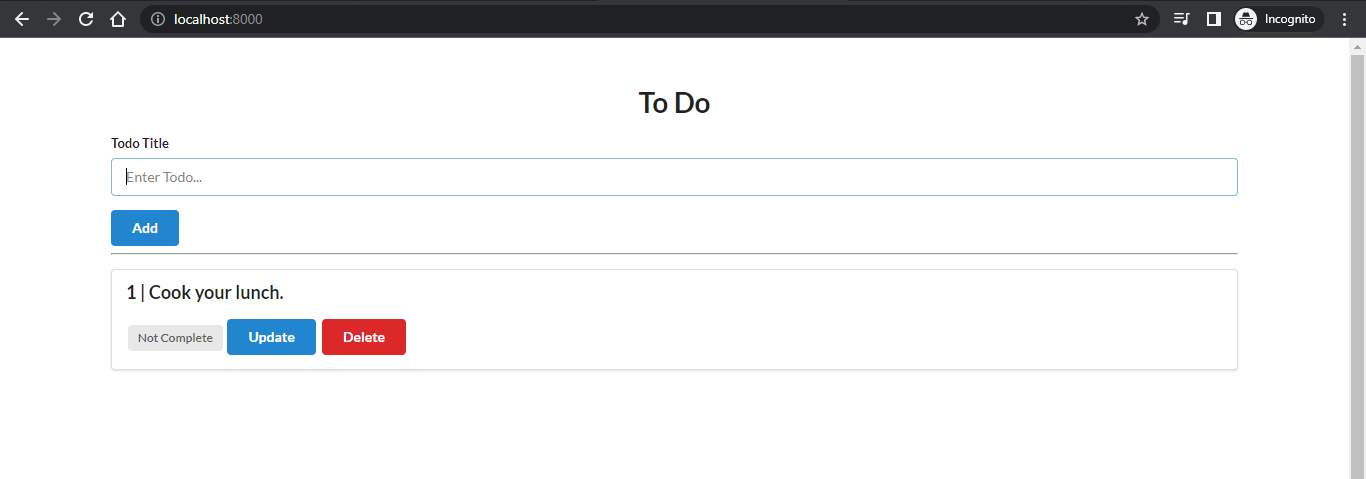 localhost:8000
Incognito
To Do
Todo Title
Enter Todo...
Add
1 | Cook your lunch.
Not Complete Update Delete